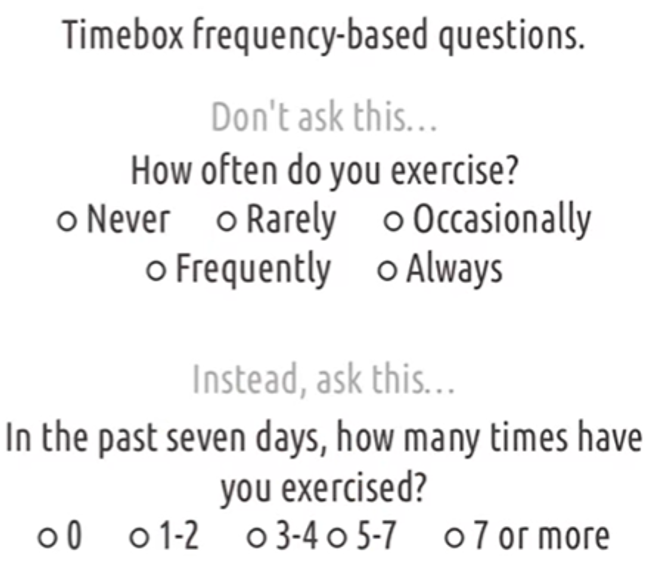 Timebox frequency-based questions.
Don't ask this...
How often do you exercise?
○ Never ○ Rarely ○ Occasionally
○ Frequently ○ Always
Instead, ask this...
In the past seven days, how many times have
you exercised?
○ 0 ○ 1-2 ○ 3-4 ○ 5-7 ○ 7 or more